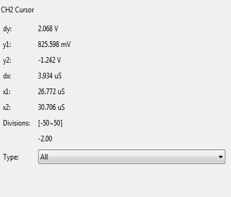 CH2 Cursor
dy: 2.068 V
y1: 825.598 mV
y2: -1.242 V
dx: 3.934 uS
x1: 26.772 uS
x2: 30.706 uS
Divisions: [-50~50]
-2.00
Type: All